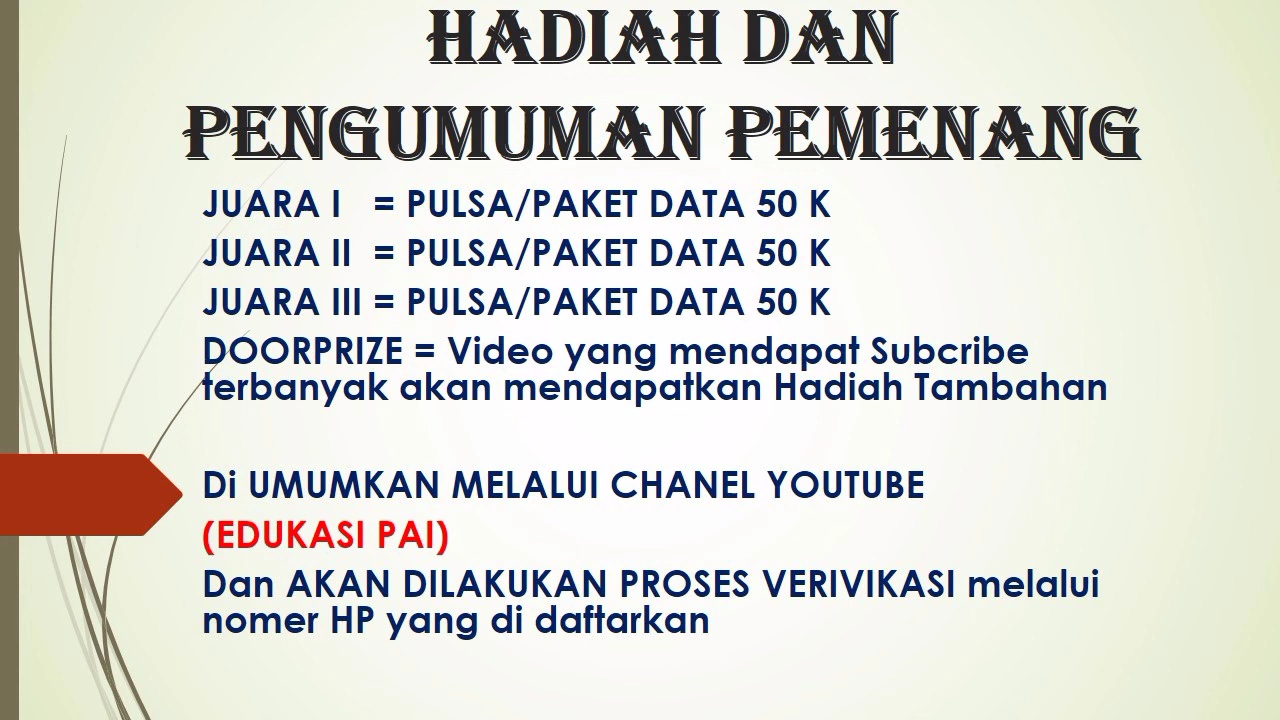 HADIAH DAN
PENGUMUMAN PEMENANG
JUARA I = PULSA/PAKET DATA 50 K
JUARA II = PULSA/PAKET DATA 50 K
JUARA III = PULSA/PAKET DATA 50 K
DOORPRIZE = Video yang mendapat Subcribe
terbanyak akan mendapatkan Hadiah Tambahan
Di UMUMKAN MELALUI CHANEL YOUTUBE
(EDUKASI PAI)
Dan AKAN DILAKUKAN PROSES VERIVIKASI melalui
nomer HP yang di daftarkan